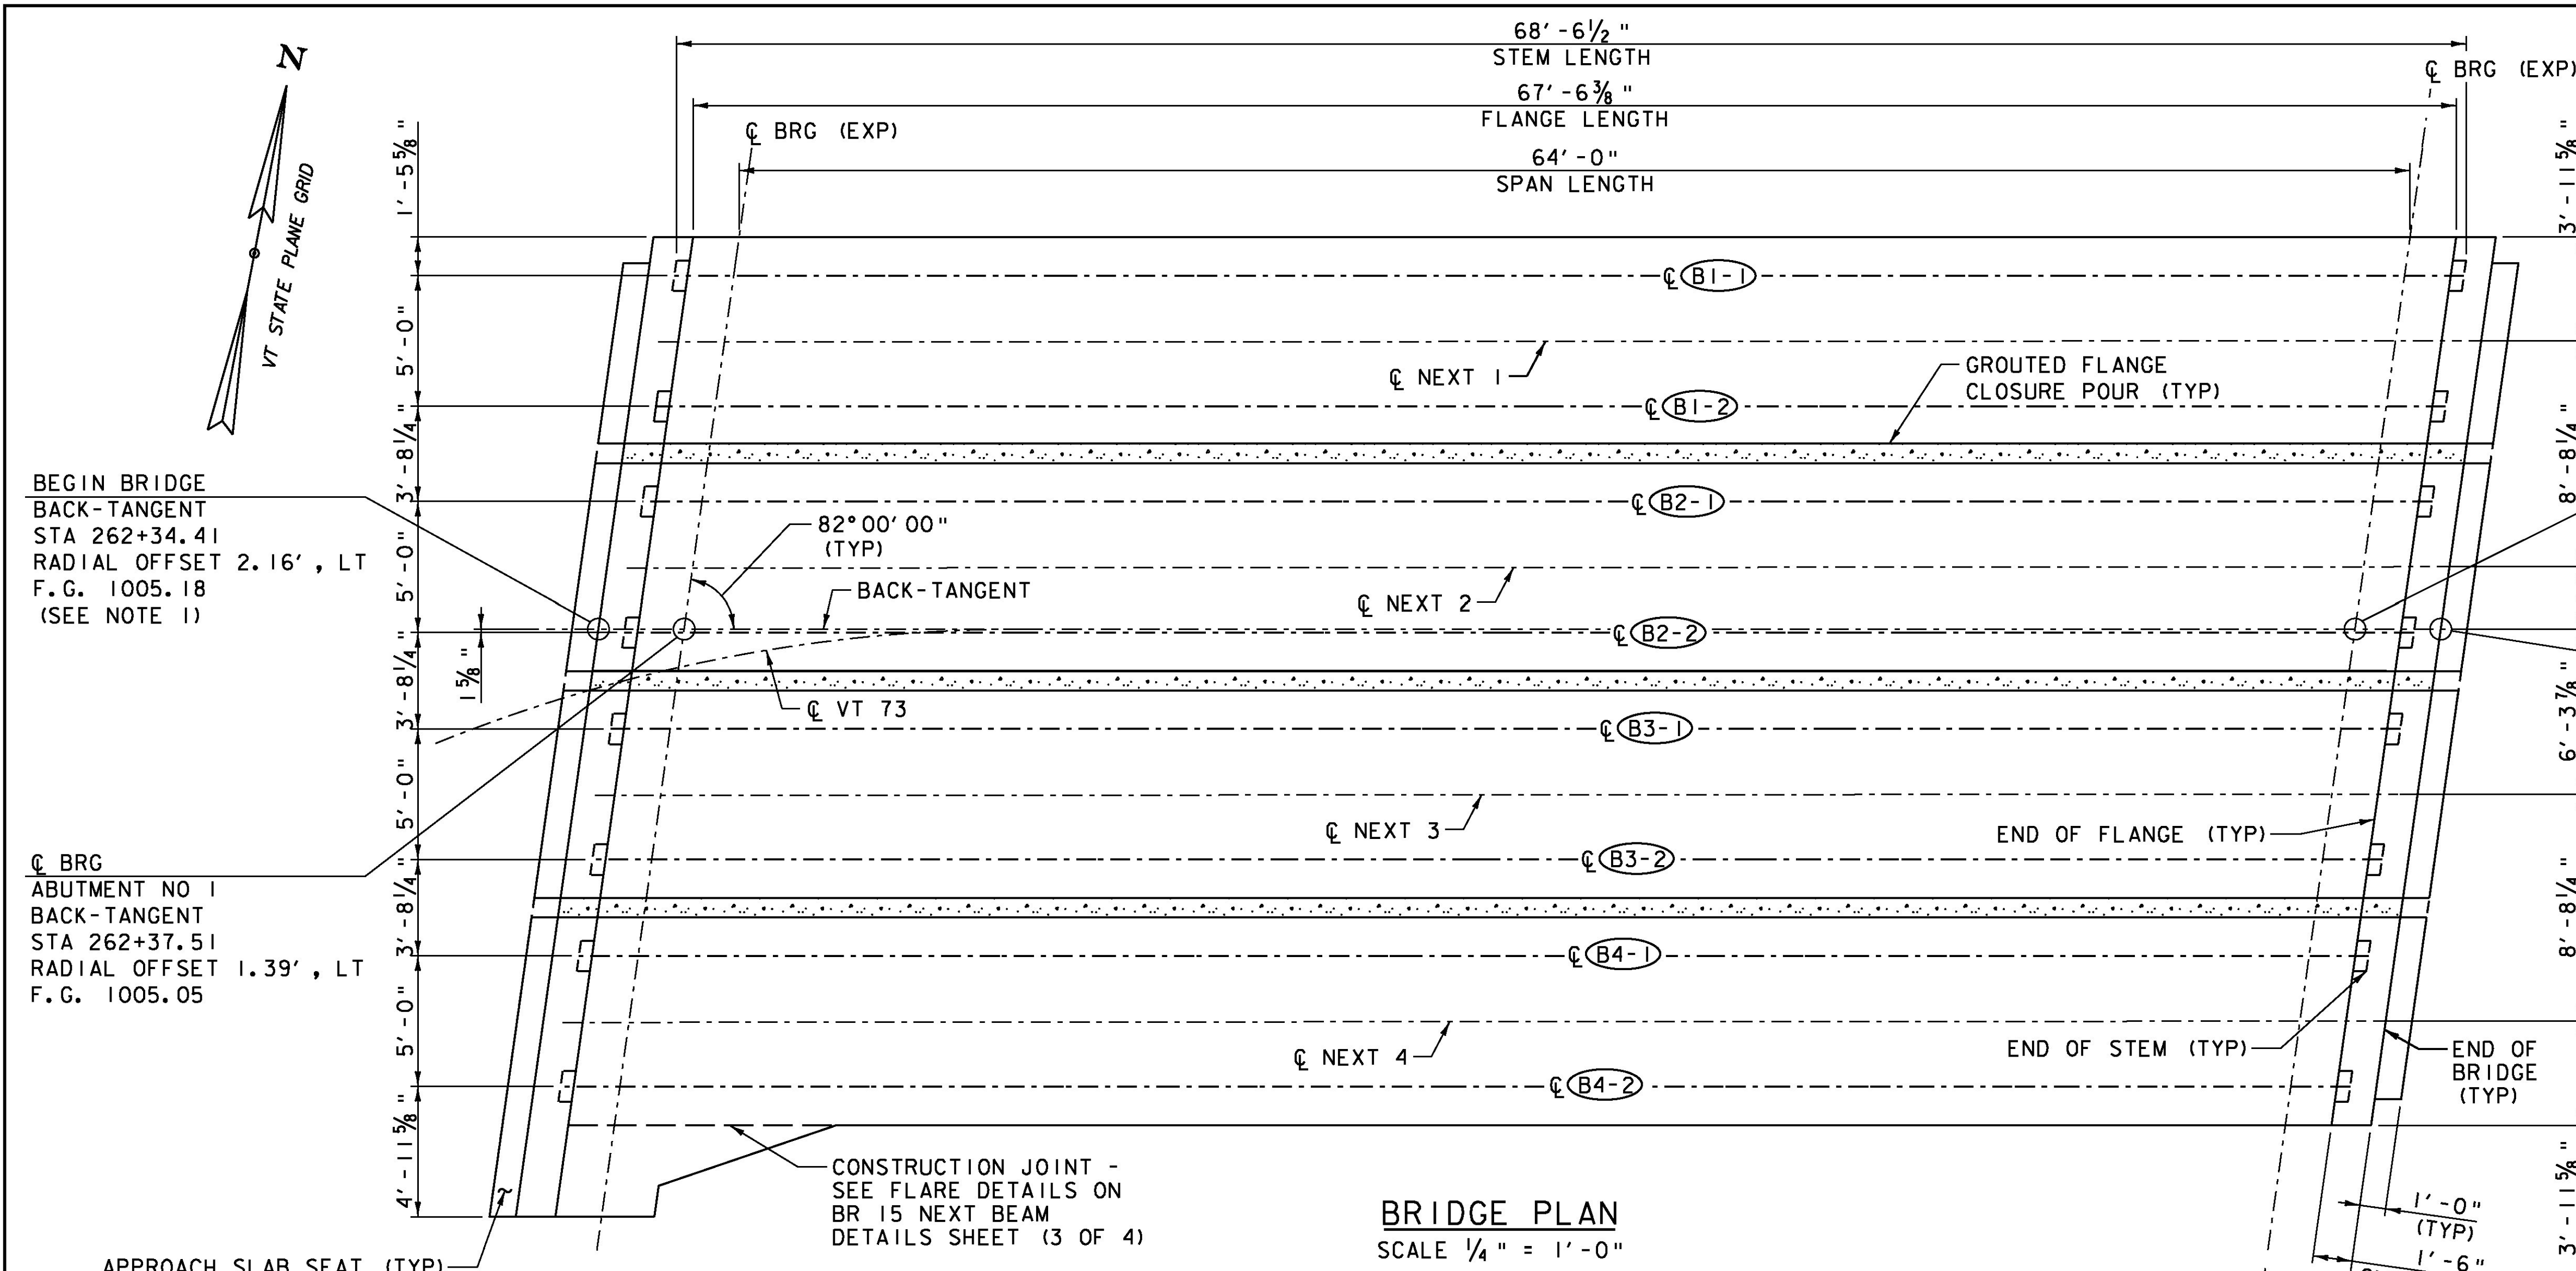 68'-6½"
STEM LENGTH
℄ BRG (EXP)
67'-6⅜"
FLANGE LENGTH
℄ BRG (EXP)
64'-0"
SPAN LENGTH
N
VT STATE PLANE GRID
1'-5⅝"
5'-0"
3'-8¼"
5'-0"
3'-8¼"
5'-0"
3'-8¼"
5'-0"
4'-11⅝"
1⅝"
3'-11⅝"
8'-8¼"
6'-3⅞"
8'-8¼"
3'-11⅝"
℄ B1-1
℄ NEXT 1
℄ B1-2
GROUTED FLANGE
CLOSURE POUR (TYP)
℄ B2-1
BEGIN BRIDGE
BACK-TANGENT
STA 262+34.41
RADIAL OFFSET 2.16', LT
F.G. 1005.18
(SEE NOTE 1)
82°00'00"
(TYP)
BACK-TANGENT
℄ NEXT 2
℄ B2-2
℄ VT 73
℄ B3-1
℄ NEXT 3
END OF FLANGE (TYP)
℄ B3-2
℄ BRG
ABUTMENT NO 1
BACK-TANGENT
STA 262+37.51
RADIAL OFFSET 1.39', LT
F.G. 1005.05
℄ B4-1
℄ NEXT 4
END OF STEM (TYP)
END OF
BRIDGE
(TYP)
℄ B4-2
CONSTRUCTION JOINT -
SEE FLARE DETAILS ON
BR 15 NEXT BEAM
DETAILS SHEET (3 OF 4)
BRIDGE PLAN
SCALE ¼" = 1'-0"
1'-0"
(TYP)
1'-6"
APPROACH SLAB SEAT (TYP)